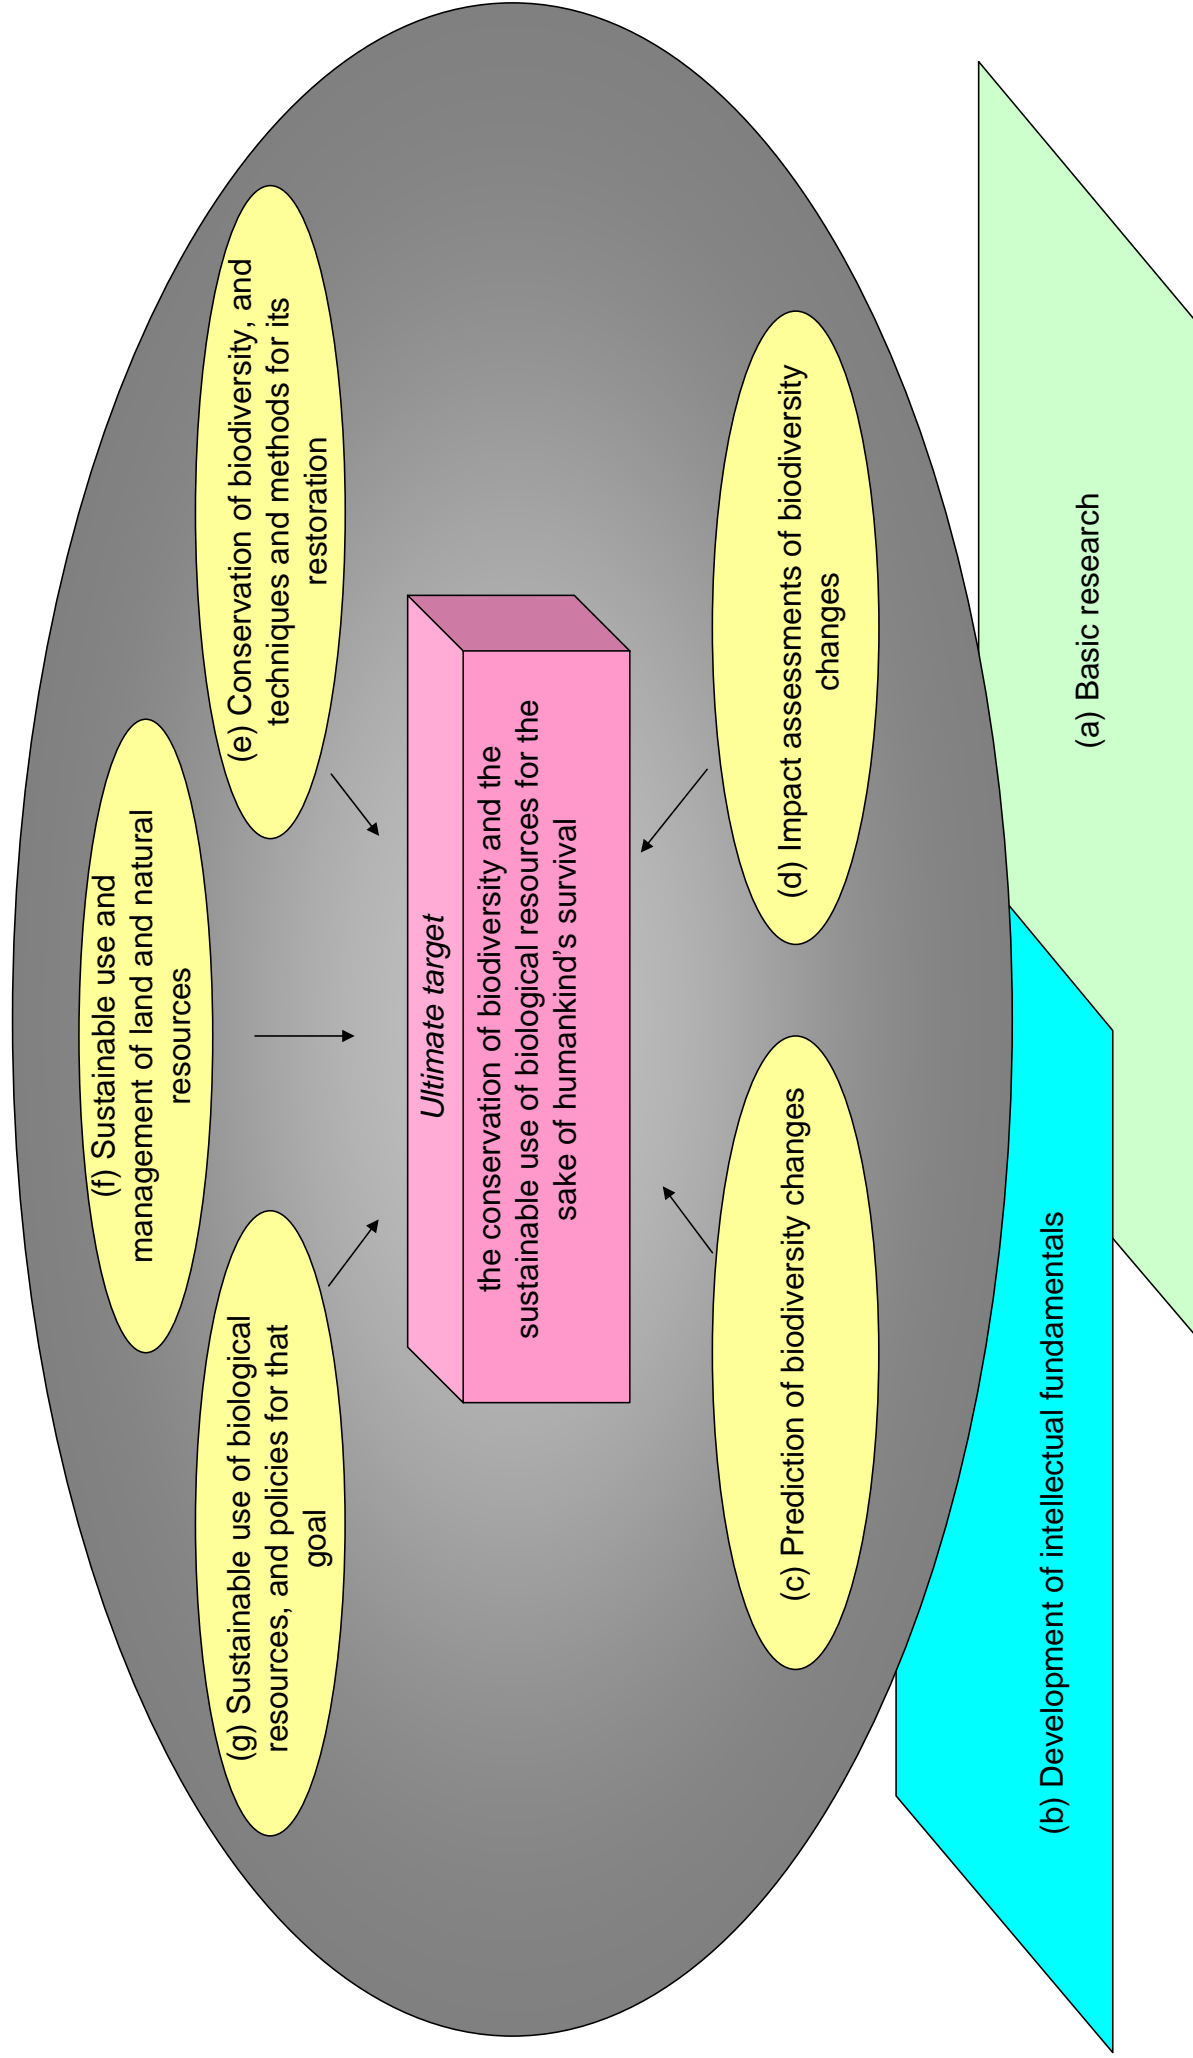 (f) Sustainable use and
management of land and natural
resources
(g) Sustainable use of biological
resources, and policies for that
goal
(e) Conservation of biodiversity, and
techniques and methods for its
restoration
Ultimate target
the conservation of biodiversity and the
sustainable use of biological resources for the
sake of humankind's survival
(c) Prediction of biodiversity changes
(d) Impact assessments of biodiversity
changes
(b) Development of intellectual fundamentals
(a) Basic research